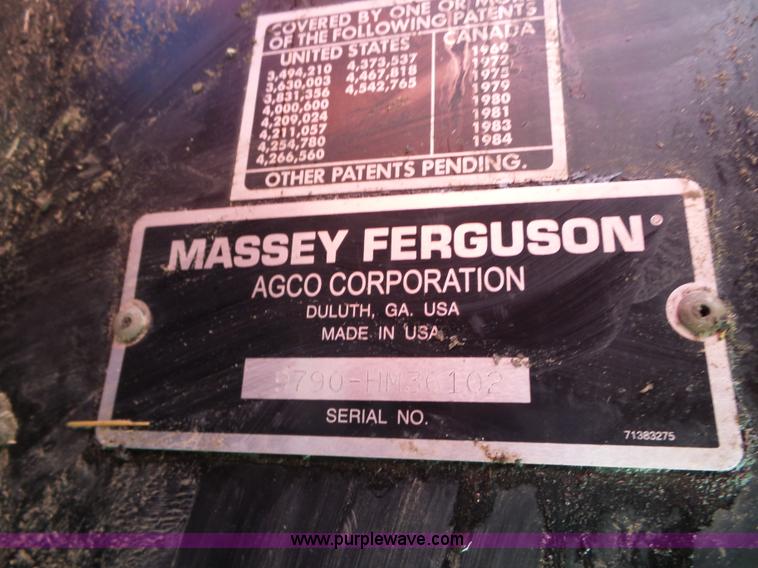 COVERED BY ONE OR MORE
OF THE FOLLOWING PATENTS
UNITED STATES
CANADA
3,494,210
3,630,003
3,831,356
4,000,600
4,209,024
4,211,057
4,254,780
4,266,560
4,373,537
4,467,818
4,542,765
1969
1972
1975
1979
1980
1981
1983
1984
OTHER PATENTS PENDING.
MASSEY FERGUSON®
AGCO CORPORATION
DULUTH, GA. USA
MADE IN USA
9790-HM36102
SERIAL NO.
71383275
www.purplewave.com